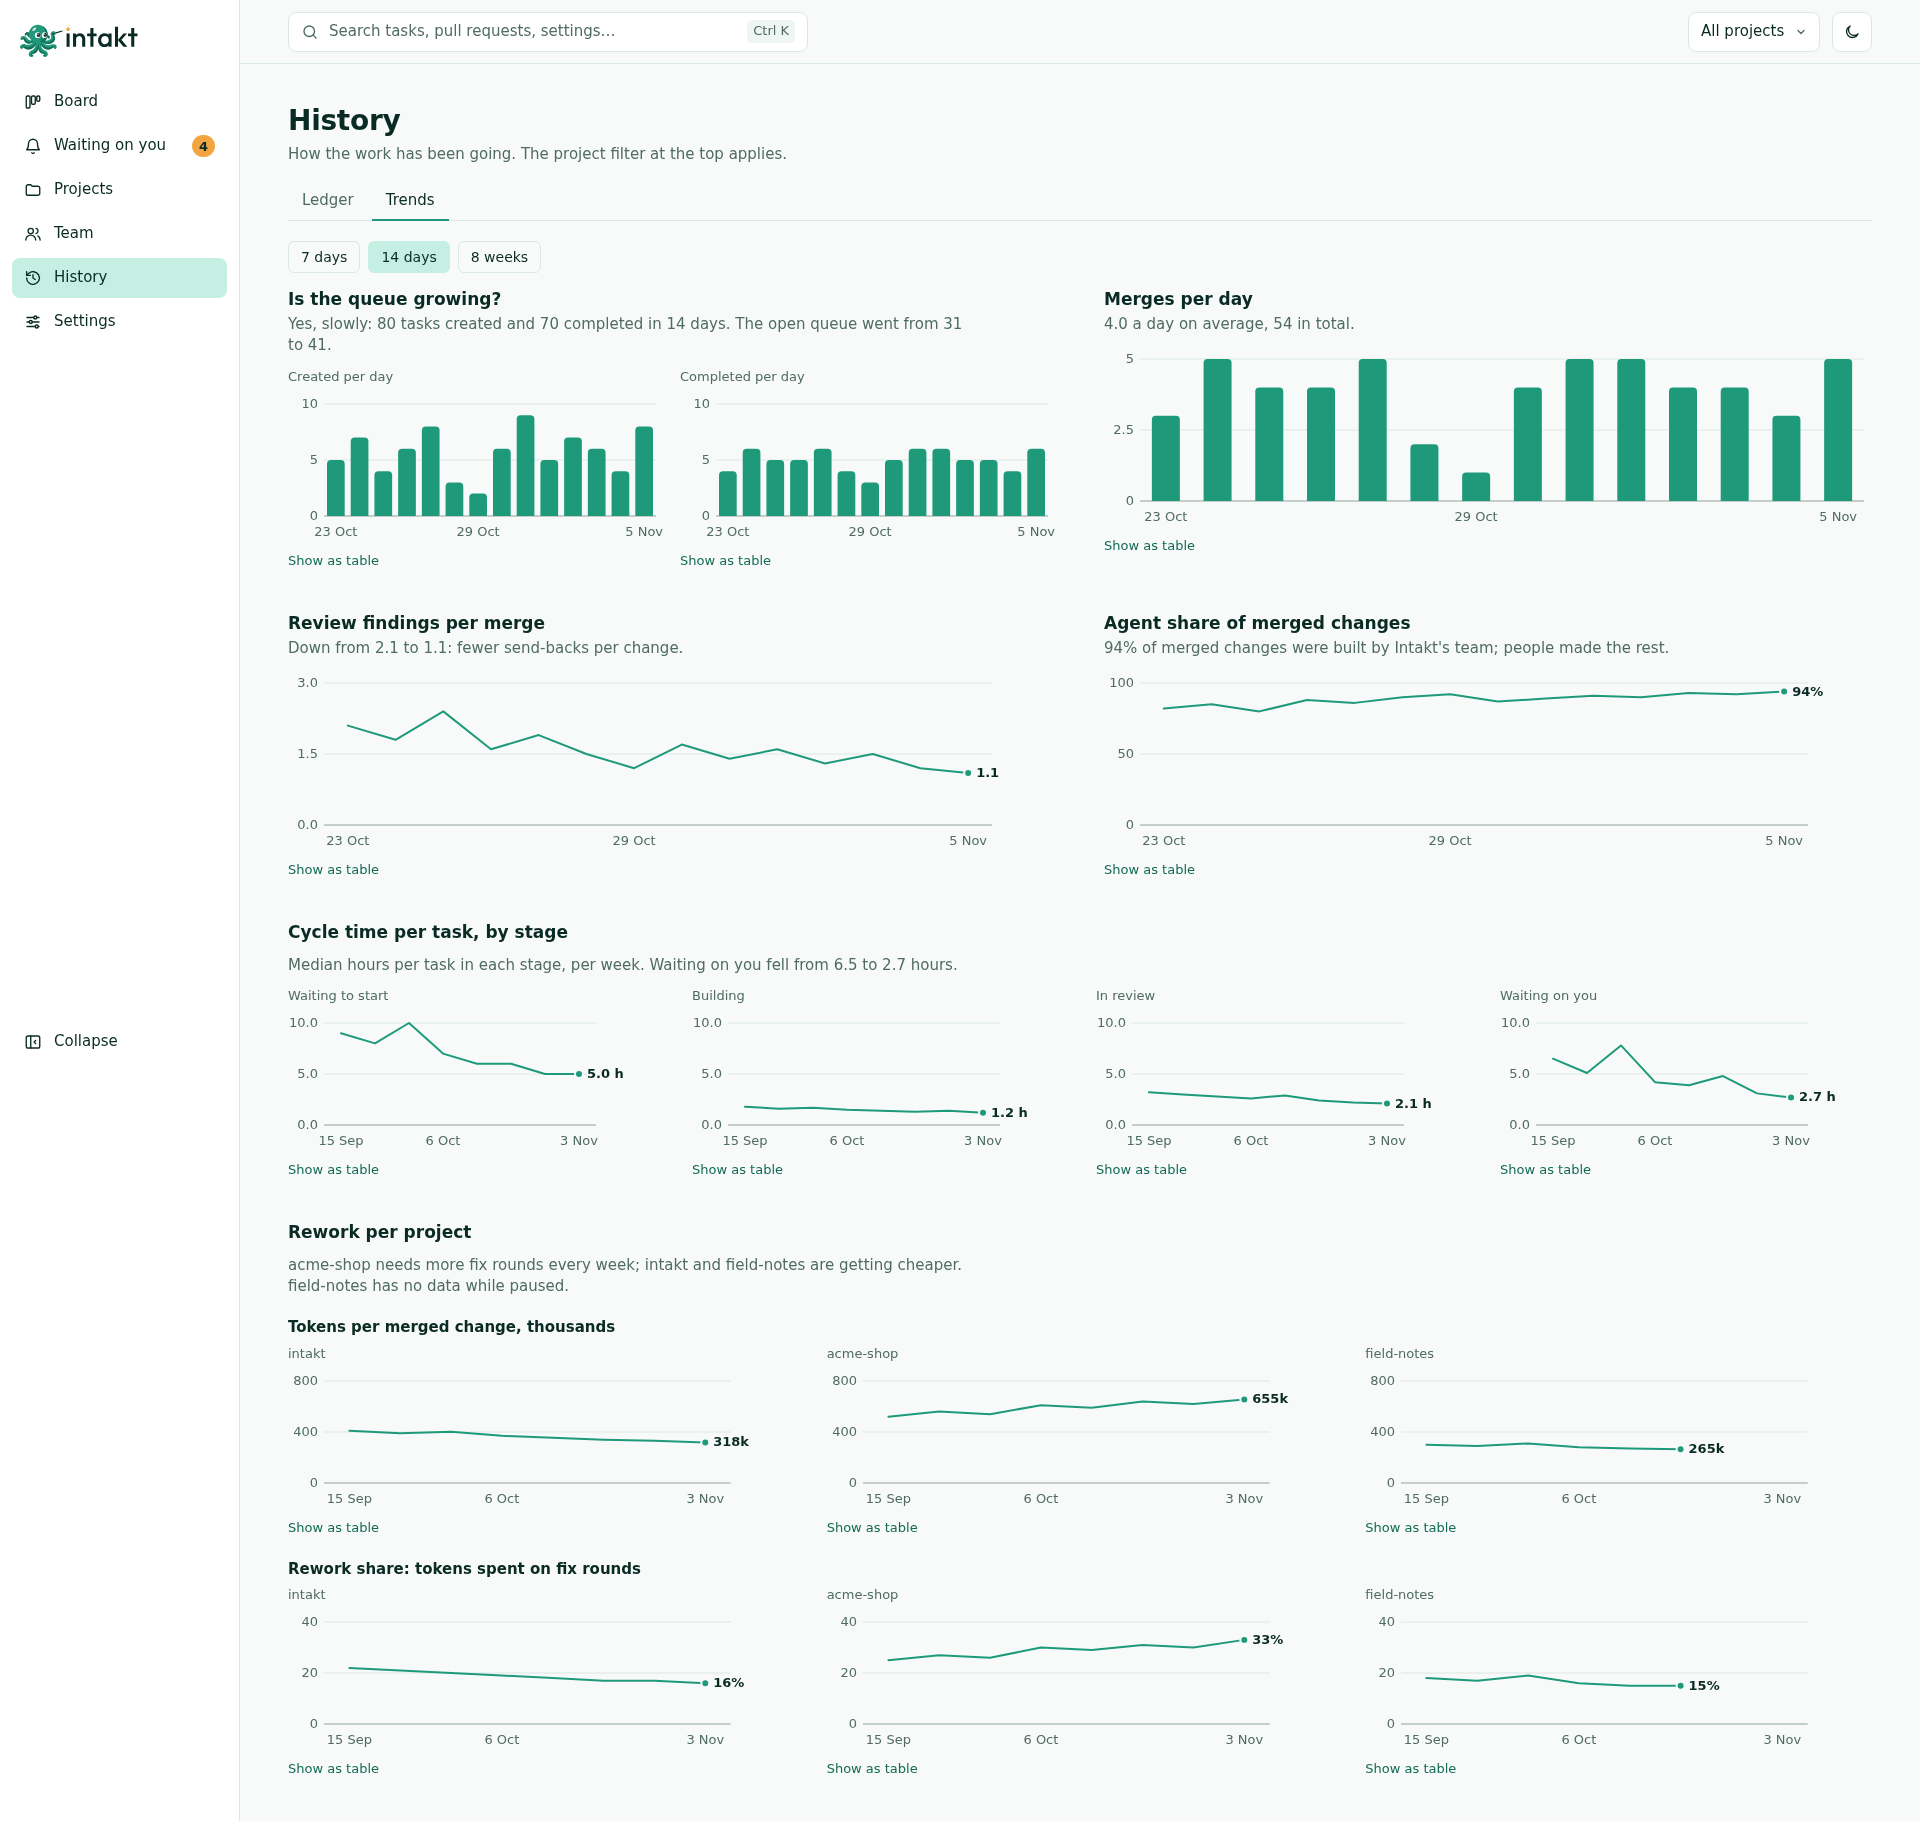 intakt
Search tasks, pull requests, settings...
Ctrl K
All projects
Board
Waiting on you
4
Projects
Team
History
Settings
Collapse
History
How the work has been going. The project filter at the top applies.
Ledger
Trends
7 days
14 days
8 weeks
Is the queue growing?
Yes, slowly: 80 tasks created and 70 completed in 14 days. The open queue went from 31
to 41.
Created per day
10
5
0
23 Oct
29 Oct
5 Nov
Show as table
Completed per day
10
5
0
23 Oct
29 Oct
5 Nov
Show as table
Merges per day
4.0 a day on average, 54 in total.
5
2.5
0
23 Oct
29 Oct
5 Nov
Show as table
Review findings per merge
Down from 2.1 to 1.1: fewer send-backs per change.
3.0
1.5
0.0
1.1
23 Oct
29 Oct
5 Nov
Show as table
Agent share of merged changes
94% of merged changes were built by Intakt's team; people made the rest.
100
50
0
94%
23 Oct
29 Oct
5 Nov
Show as table
Cycle time per task, by stage
Median hours per task in each stage, per week. Waiting on you fell from 6.5 to 2.7 hours.
Waiting to start
10.0
5.0
0.0
5.0 h
15 Sep
6 Oct
3 Nov
Show as table
Building
10.0
5.0
0.0
1.2 h
15 Sep
6 Oct
3 Nov
Show as table
In review
10.0
5.0
0.0
2.1 h
15 Sep
6 Oct
3 Nov
Show as table
Waiting on you
10.0
5.0
0.0
2.7 h
15 Sep
6 Oct
3 Nov
Show as table
Rework per project
acme-shop needs more fix rounds every week; intakt and field-notes are getting cheaper.
field-notes has no data while paused.
Tokens per merged change, thousands
intakt
800
400
0
318k
15 Sep
6 Oct
3 Nov
Show as table
acme-shop
800
400
0
655k
15 Sep
6 Oct
3 Nov
Show as table
field-notes
800
400
0
265k
15 Sep
6 Oct
3 Nov
Show as table
Rework share: tokens spent on fix rounds
intakt
40
20
0
16%
15 Sep
6 Oct
3 Nov
Show as table
acme-shop
40
20
0
33%
15 Sep
6 Oct
3 Nov
Show as table
field-notes
40
20
0
15%
15 Sep
6 Oct
3 Nov
Show as table